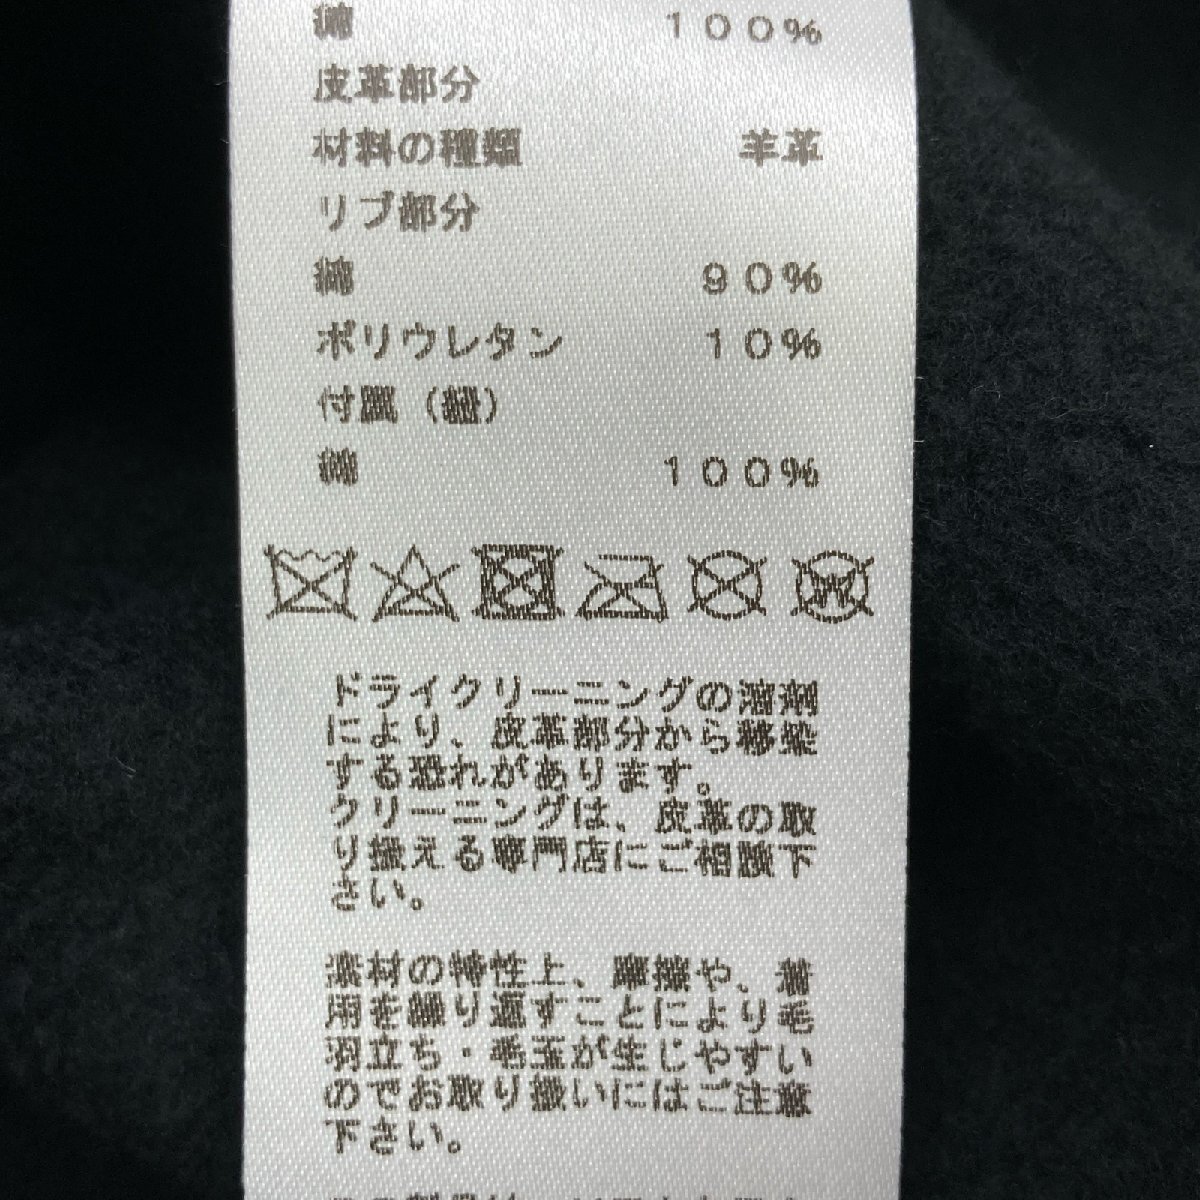 綿 100%
皮革部分
材料の種類 羊革
リブ部分
綿 90%
ポリウレタン 10%
付属(紐)
綿 100%
ドライクリーニングの溶剤
により、皮革部分から移染
する恐れがあります。
クリーニングは、皮革の取
り扱える専門店にご相談下
さい。
素材の特性上、摩擦や、着
用を繰り返すことにより毛
羽立ち・毛玉が生じやすい
のでお取り扱いにはご注意
下さい。